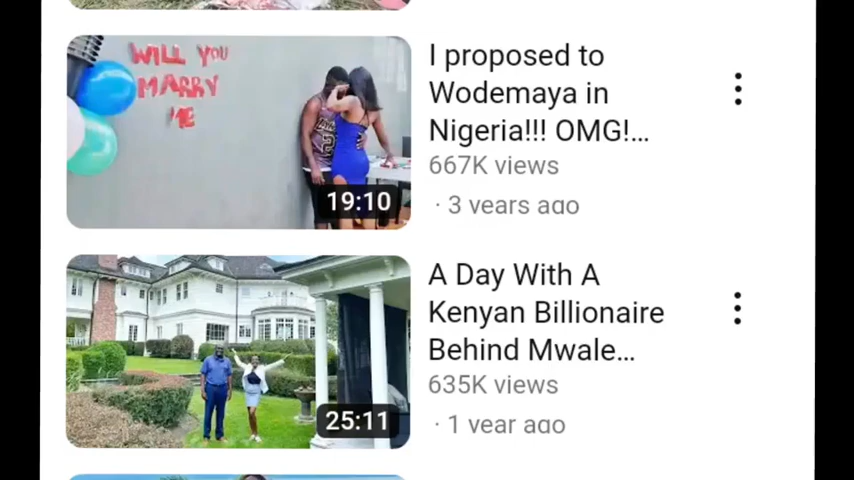 WILL YOU
MARRY
ME
19:10
I proposed to
Wodemaya in
Nigeria!!! OMG!...
667K views
· 3 years ago
25:11
A Day With A
Kenyan Billionaire
Behind Mwale...
635K views
· 1 year ago